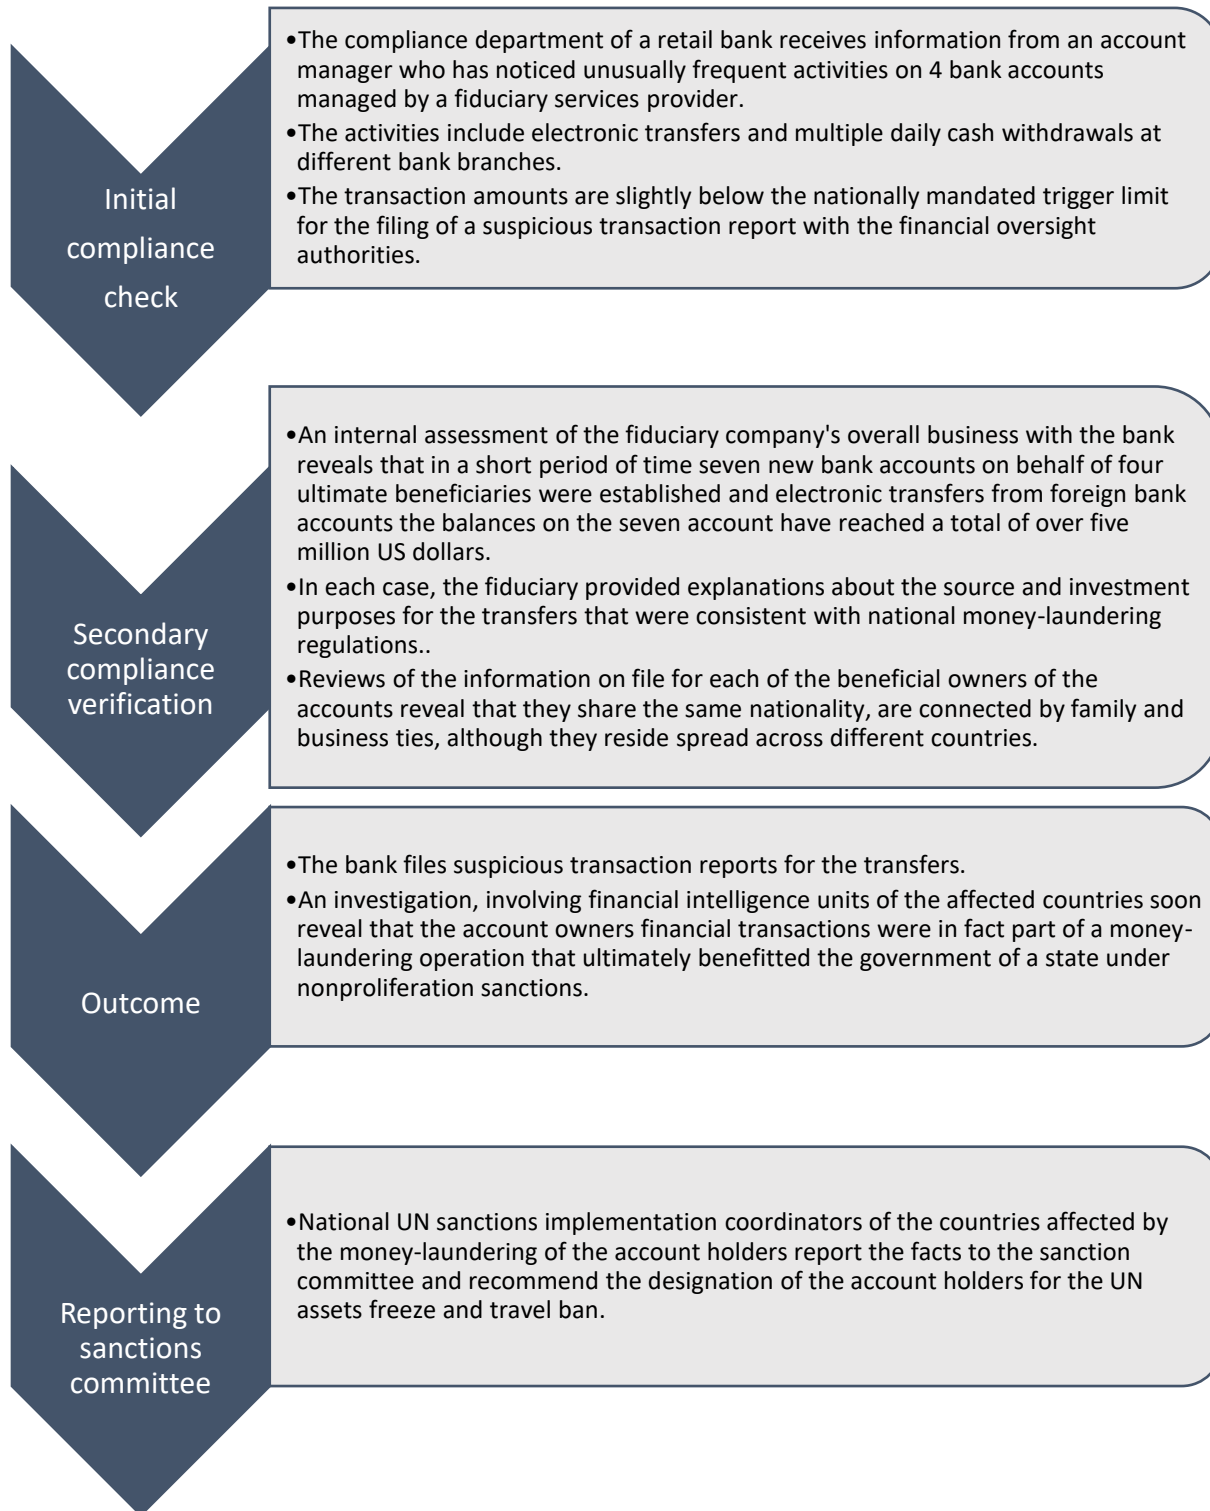 Initial
compliance
check
•The compliance department of a retail bank receives information from an account
manager who has noticed unusually frequent activities on 4 bank accounts
managed by a fiduciary services provider.
•The activities include electronic transfers and multiple daily cash withdrawals at
different bank branches.
•The transaction amounts are slightly below the nationally mandated trigger limit
for the filing of a suspicious transaction report with the financial oversight
authorities.
Secondary
compliance
verification
•An internal assessment of the fiduciary company's overall business with the bank
reveals that in a short period of time seven new bank accounts on behalf of four
ultimate beneficiaries were established and electronic transfers from foreign bank
accounts the balances on the seven account have reached a total of over five
million US dollars.
•In each case, the fiduciary provided explanations about the source and investment
purposes for the transfers that were consistent with national money-laundering
regulations..
•Reviews of the information on file for each of the beneficial owners of the
accounts reveal that they share the same nationality, are connected by family and
business ties, although they reside spread across different countries.
Outcome
•The bank files suspicious transaction reports for the transfers.
•An investigation, involving financial intelligence units of the affected countries soon
reveal that the account owners financial transactions were in fact part of a money-
laundering operation that ultimately benefitted the government of a state under
nonproliferation sanctions.
Reporting to
sanctions
committee
•National UN sanctions implementation coordinators of the countries affected by
the money-laundering of the account holders report the facts to the sanction
committee and recommend the designation of the account holders for the UN
assets freeze and travel ban.